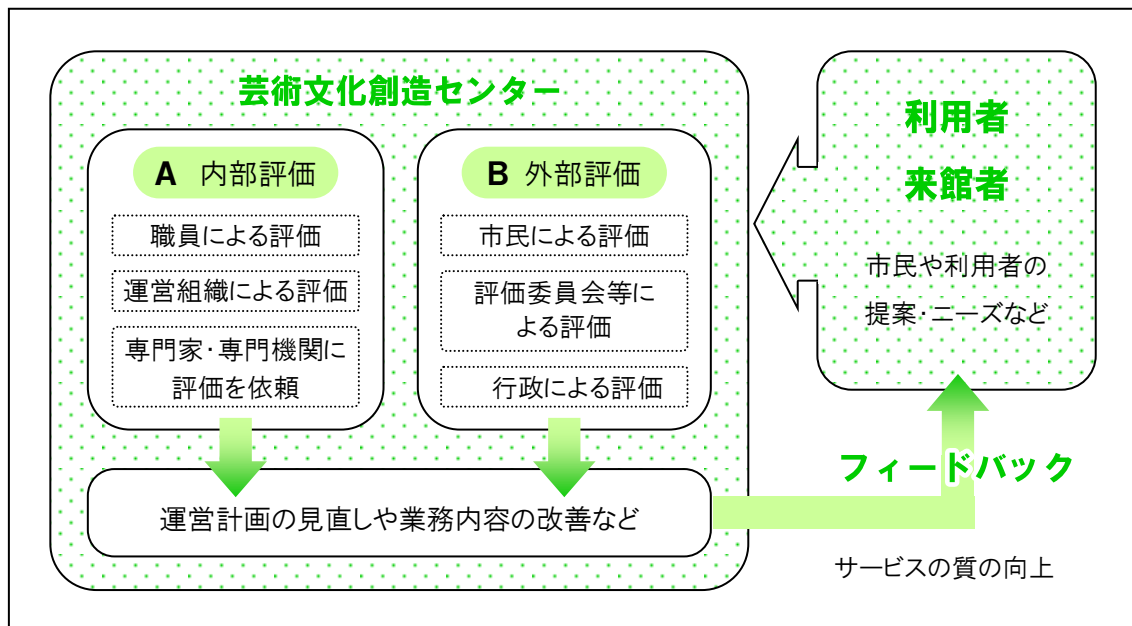 芸術文化創造センター
A 内部評価
職員による評価
運営組織による評価
専門家・専門機関に
評価を依頼
B 外部評価
市民による評価
評価委員会等に
よる評価
行政による評価
運営計画の見直しや業務内容の改善など
利用者
来館者
市民や利用者の
提案・ニーズなど
フィードバック
サービスの質の向上